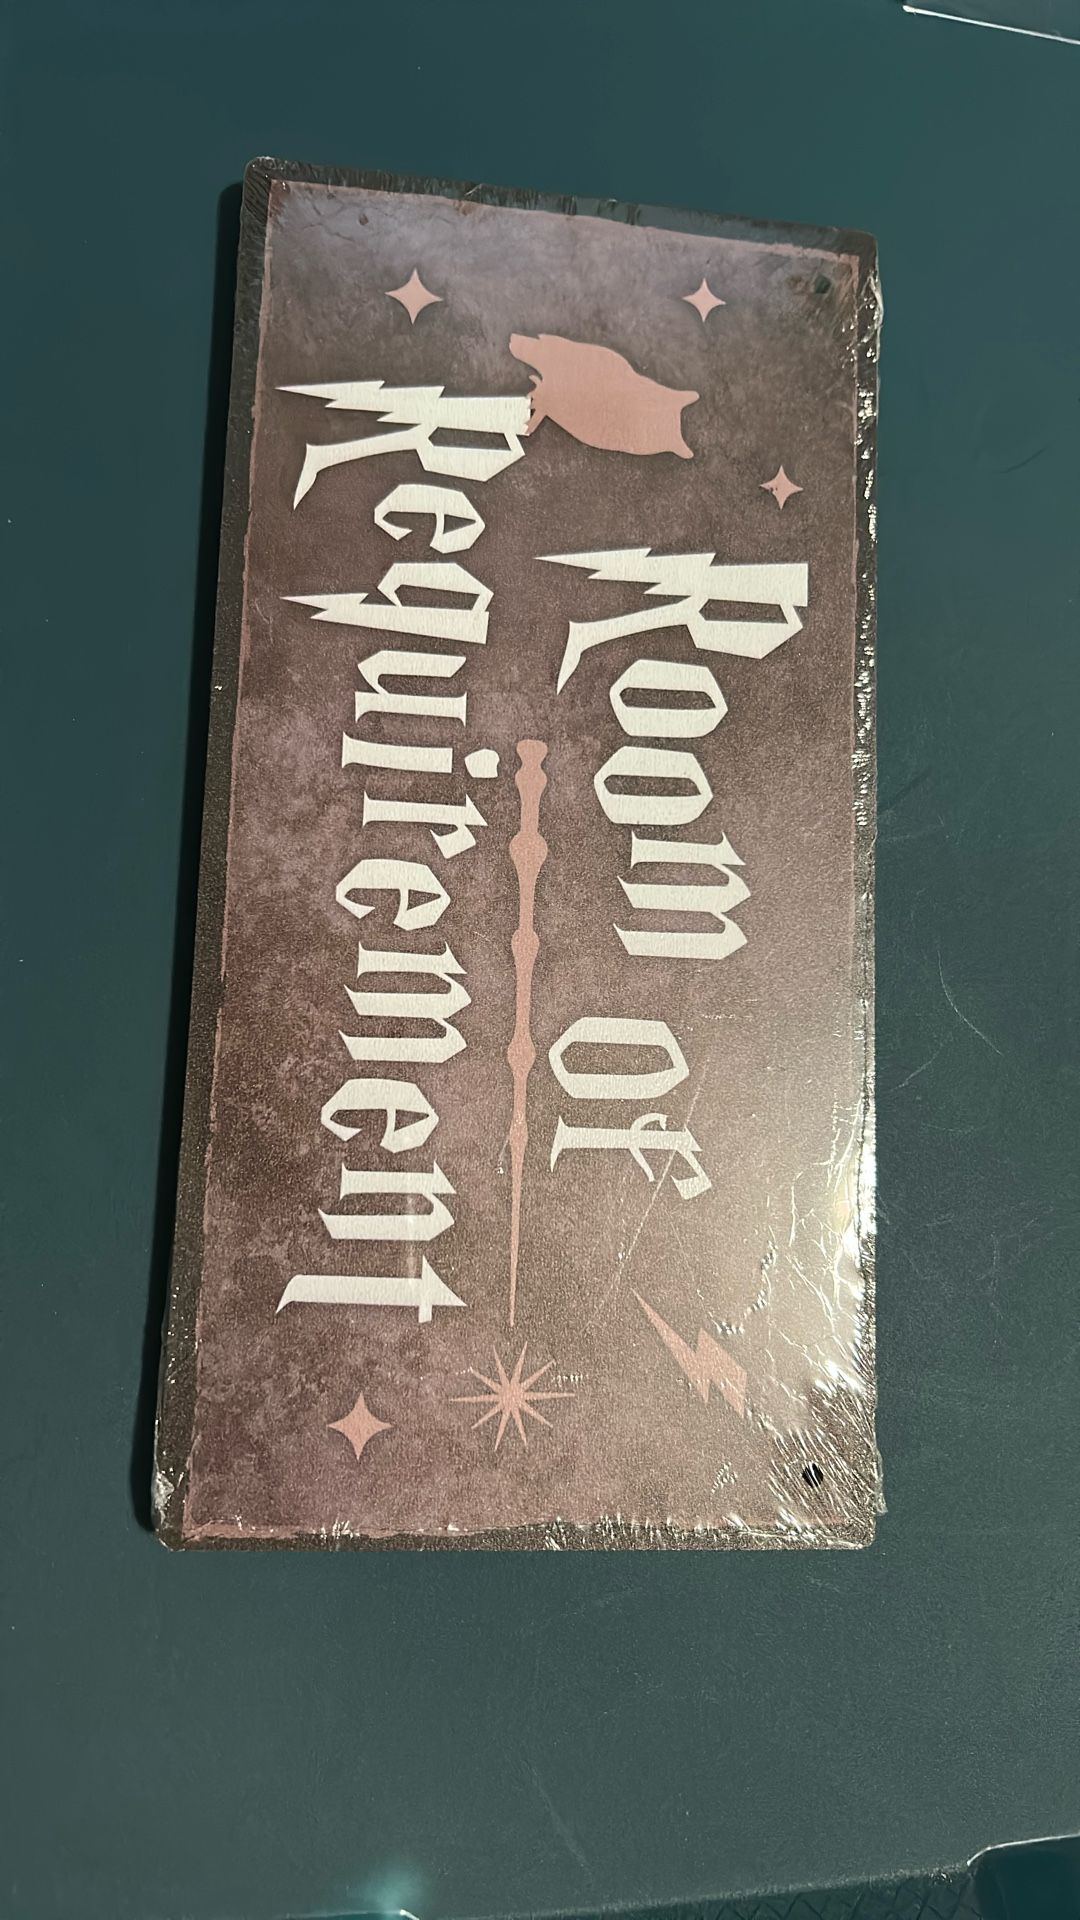 Room of
Requirement